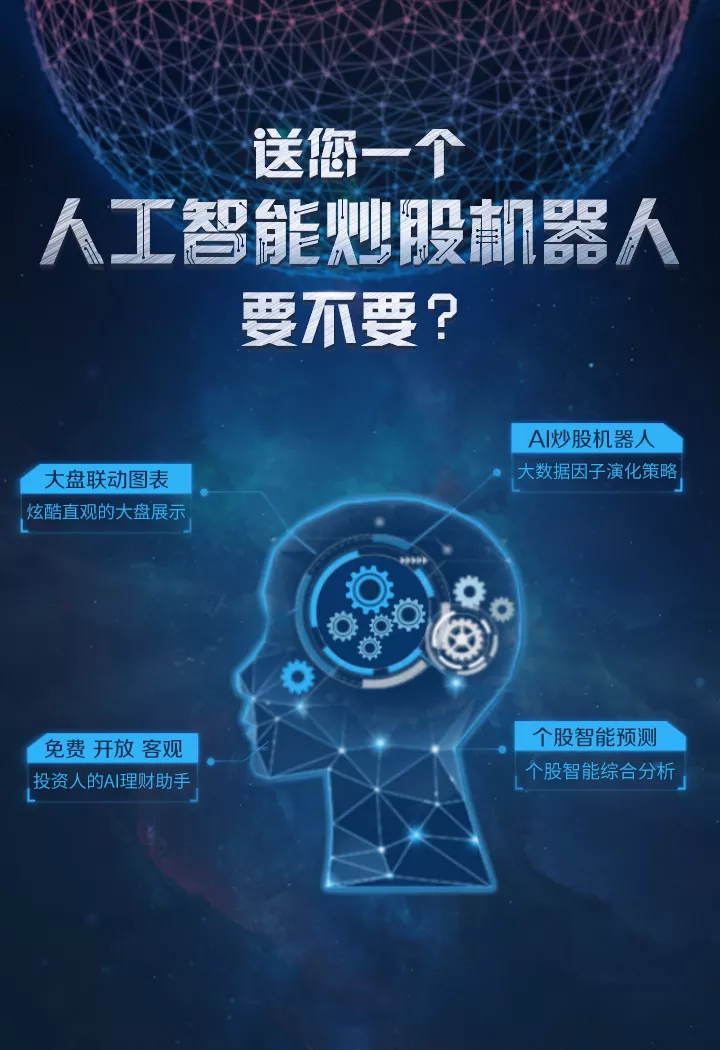 送您一个
人工智能炒股机器人
要不要?
AI炒股机器人
大数据因子演化策略
大盘联动图表
炫酷直观的大盘展示
免费 开放 客观
投资人的AI理财助手
个股智能预测
个股智能综合分析